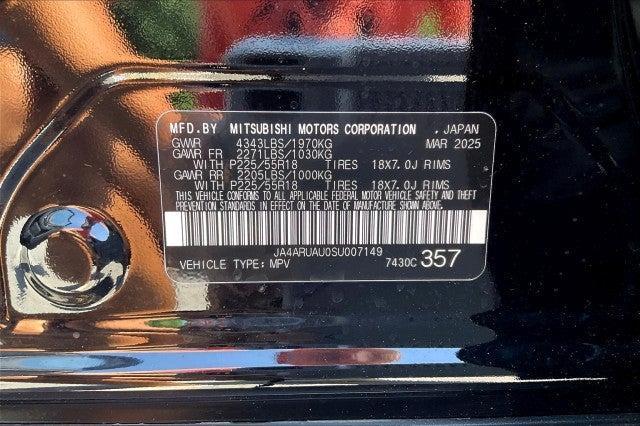 MFD.BY MITSUBISHI MOTORS CORPORATION , JAPAN
GVWR 4343LBS/1970KG MAR 2025
GAWR FR 2271LBS/1030KG
WITH P225/55R18 TIRES 18X7.0J RIMS
GAWR RR 2205LBS/1000KG
WITH P225/55R18 TIRES 18X7.0J RIMS
THIS VEHICLE CONFORMS TO ALL APPLICABLE FEDERAL MOTOR VEHICLE SAFETY AND THEFT
PREVENTION STANDARDS IN EFFECT ON THE DATE OF MANUFACTURE SHOWN ABOVE.
JA4ARUAU0SU007149
VEHICLE TYPE: MPV 7430C 357